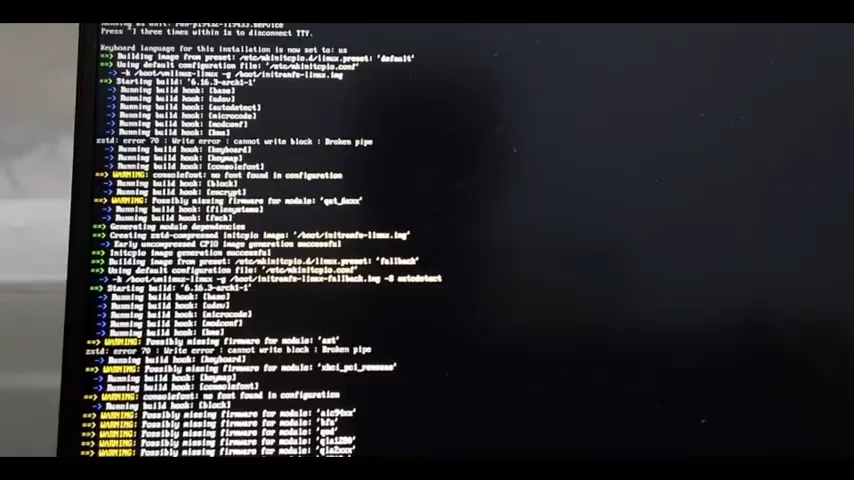 Press ^] three times within 1s to disconnect TTY.
Keyboard language for this installation is now set to: us
==> Building image from preset: /etc/mkinitcpio.d/linux.preset: 'default'
==> Using default configuration file: '/etc/mkinitcpio.conf'
-> -k /boot/vmlinuz-linux -g /boot/initramfs-linux.img
==> Starting build: '6.16.3-arch1-1'
-> Running build hook: [base]
-> Running build hook: [udev]
-> Running build hook: [autodetect]
-> Running build hook: [microcode]
-> Running build hook: [modconf]
-> Running build hook: [kms]
zstd: error 70 : Write error : cannot write block : Broken pipe
-> Running build hook: [keyboard]
-> Running build hook: [keymap]
-> Running build hook: [consolefont]
==> WARNING: consolefont: no font found in configuration
-> Running build hook: [block]
-> Running build hook: [encrypt]
==> WARNING: Possibly missing firmware for module: 'qat_6xxx'
-> Running build hook: [filesystems]
-> Running build hook: [fsck]
==> Generating module dependencies
==> Creating zstd-compressed initcpio image: '/boot/initramfs-linux.img'
-> Early uncompressed CPIO image generation successful
==> Initcpio image generation successful
==> Building image from preset: /etc/mkinitcpio.d/linux.preset: 'fallback'
==> Using default configuration file: '/etc/mkinitcpio.conf'
-> -k /boot/vmlinuz-linux -g /boot/initramfs-linux-fallback.img -S autodetect
==> Starting build: '6.16.3-arch1-1'
-> Running build hook: [base]
-> Running build hook: [udev]
-> Running build hook: [microcode]
-> Running build hook: [modconf]
-> Running build hook: [kms]
==> WARNING: Possibly missing firmware for module: 'ast'
zstd: error 70 : Write error : cannot write block : Broken pipe
-> Running build hook: [keyboard]
==> WARNING: Possibly missing firmware for module: 'xhci_pci_renesas'
-> Running build hook: [keymap]
-> Running build hook: [consolefont]
==> WARNING: consolefont: no font found in configuration
-> Running build hook: [block]
==> WARNING: Possibly missing firmware for module: 'aic94xx'
==> WARNING: Possibly missing firmware for module: 'bfa'
==> WARNING: Possibly missing firmware for module: 'qed'
==> WARNING: Possibly missing firmware for module: 'qla1280'
==> WARNING: Possibly missing firmware for module: 'qla2xxx'